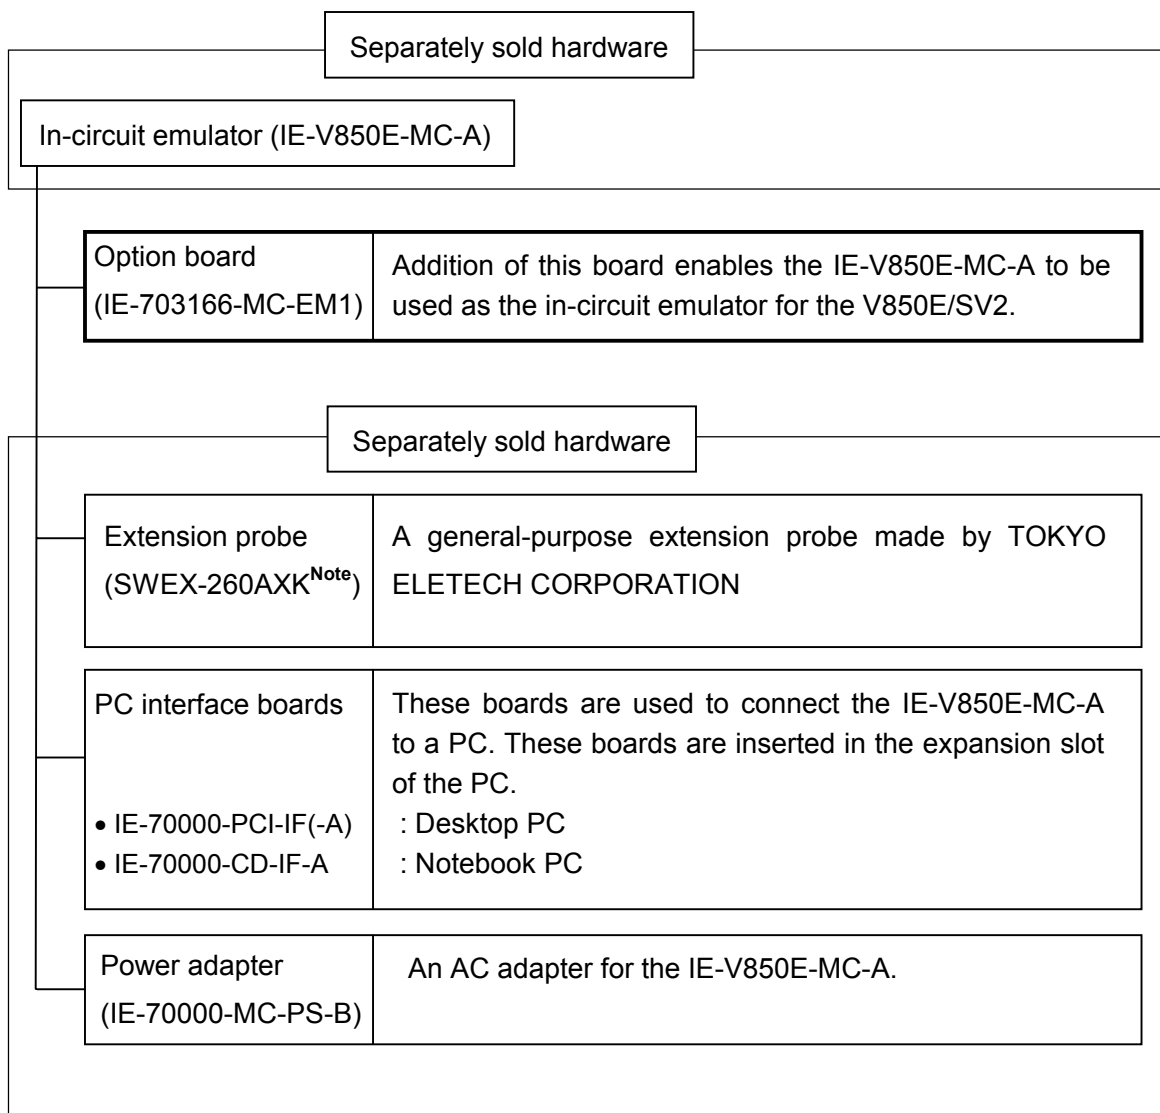 Separately sold hardware
In-circuit emulator (IE-V850E-MC-A)
Option board
(IE-703166-MC-EM1)
Addition of this board enables the IE-V850E-MC-A to be
used as the in-circuit emulator for the V850E/SV2.
Separately sold hardware
Extension probe
(SWEX-260AXKNote)
A general-purpose extension probe made by TOKYO
ELETECH CORPORATION
PC interface boards
These boards are used to connect the IE-V850E-MC-A
to a PC. These boards are inserted in the expansion slot
of the PC.
• IE-70000-PCI-IF(-A) : Desktop PC
• IE-70000-CD-IF-A : Notebook PC
Power adapter
(IE-70000-MC-PS-B)
An AC adapter for the IE-V850E-MC-A.